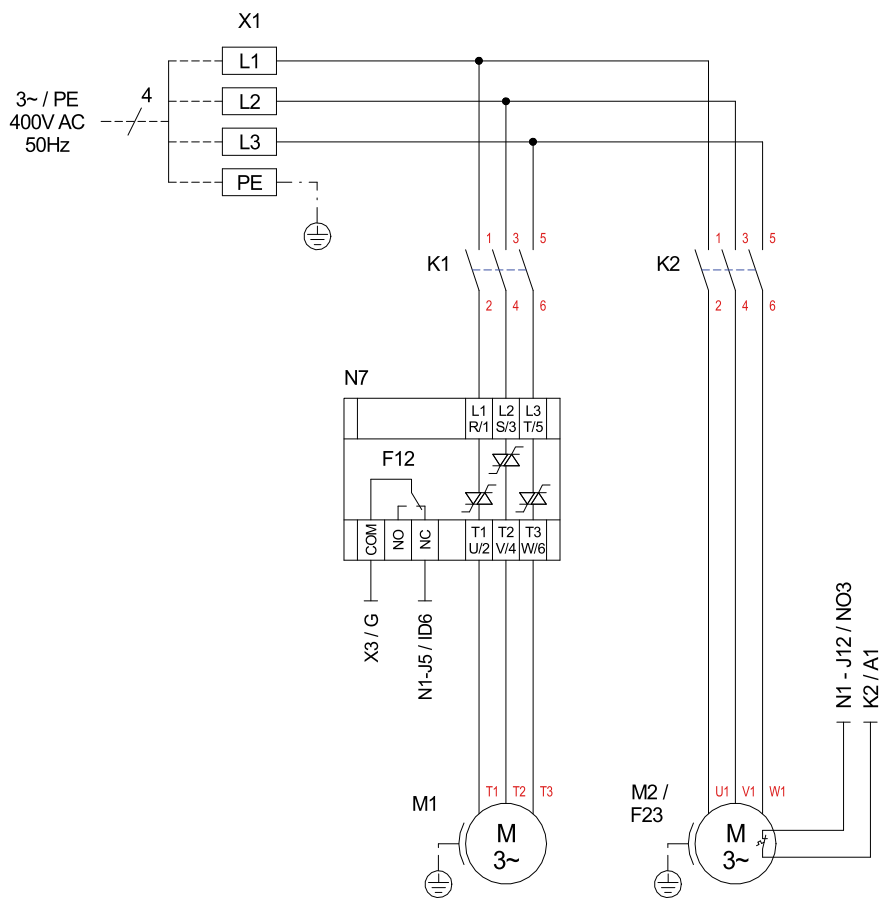 X1
L1
L2
L3
PE
3~ / PE
400V AC
50Hz
4
K1
1 3 5
2 4 6
K2
1 3 5
2 4 6
N7
L1 L2 L3
R/1 S/3 T/5
F12
COM
NO
NC
T1 T2 T3
U/2 V/4 W/6
X3 / G
N1-J5 / ID6
N1 - J12 / NO3
K2 / A1
M1
T1 T2 T3
M
3~
M2 /
F23
U1 V1 W1
M
3~